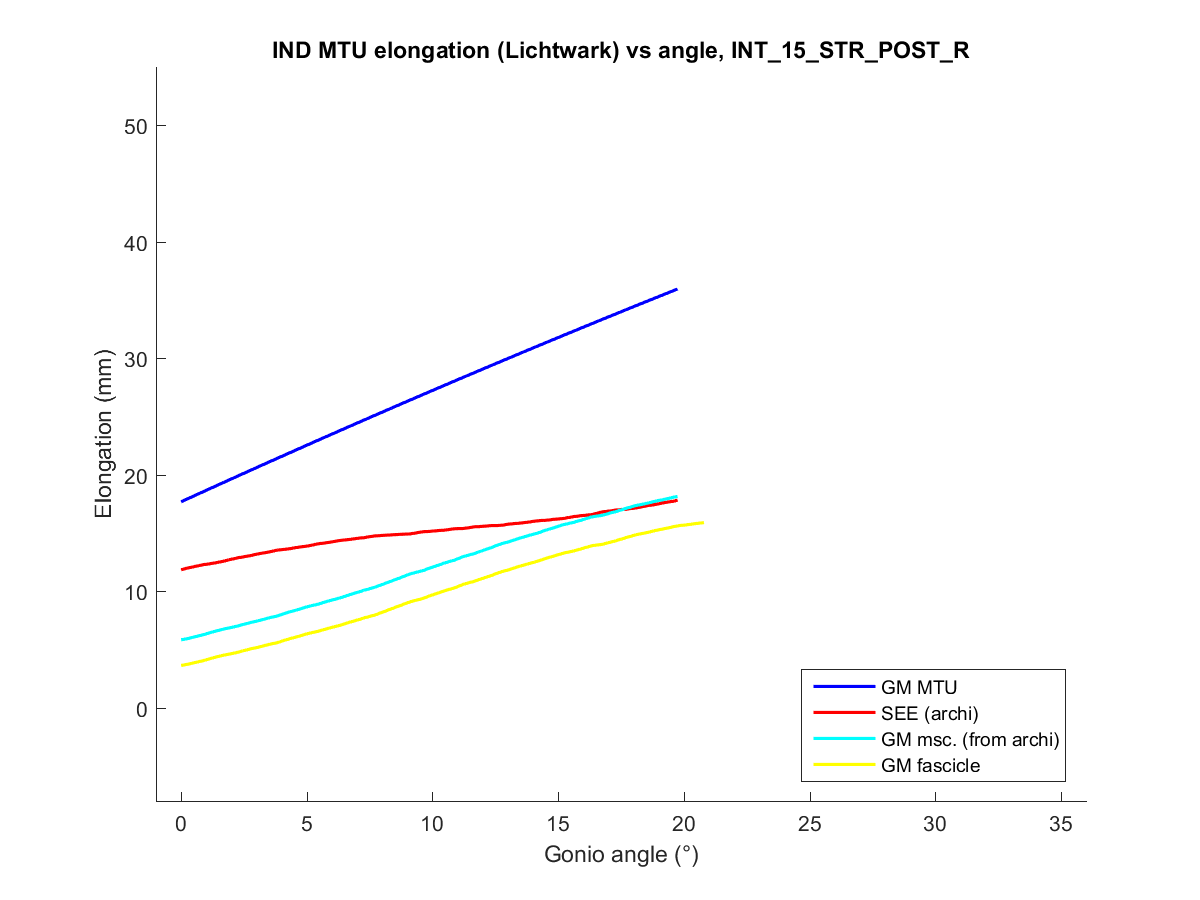 IND MTU elongation (Lichtwark) vs angle, INT_15_STR_POST_R
50
40
30
20
10
0
Elongation (mm)
0 5 10 15 20 25 30 35
Gonio angle (°)
GM MTU
SEE (archi)
GM msc. (from archi)
GM fascicle